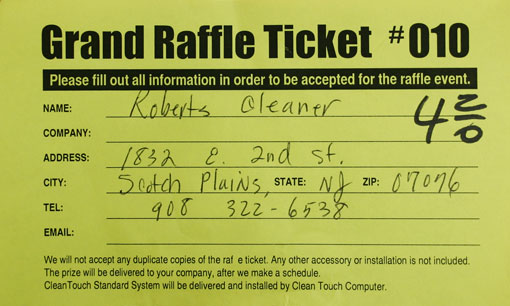 Grand Raffle Ticket #010
Please fill out all information in order to be accepted for the raffle event.
NAME: Roberts Cleaner
COMPANY:
ADDRESS: 1832 E. 2nd St.
CITY: Scotch Plains, STATE: NJ ZIP: 07076
TEL: 908 322-6538
EMAIL:
We will not accept any duplicate copies of the raf e ticket. Any other accessory or installation is not included.
The prize will be delivered to your company, after we make a schedule.
CleanTouch Standard System will be delivered and installed by Clean Touch Computer.